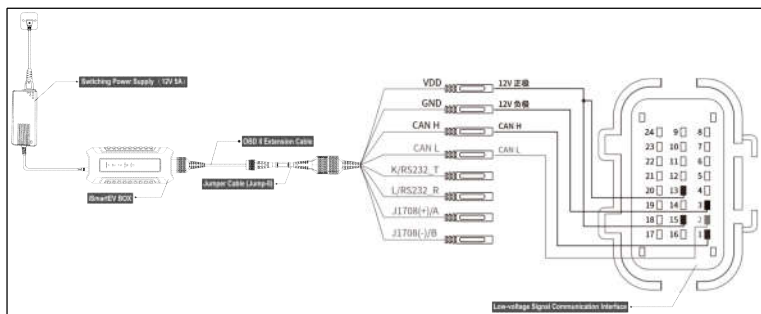 Switching Power Supply （12V 5A）
iSmartEV BOX
OBD II Extension Cable
Jumper Cable (Jump-II)
VDD 12V 正极
GND 12V 负极
CAN H CAN H
CAN L CAN L
K/RS232_T
L/RS232_R
J1708(+)/A
J1708(-)/B
24 9 8
23 10 7
22 11 6
21 12 5
20 13 4
19 14 3
18 15 2
17 16 1
Low-voltage Signal Communication Interface